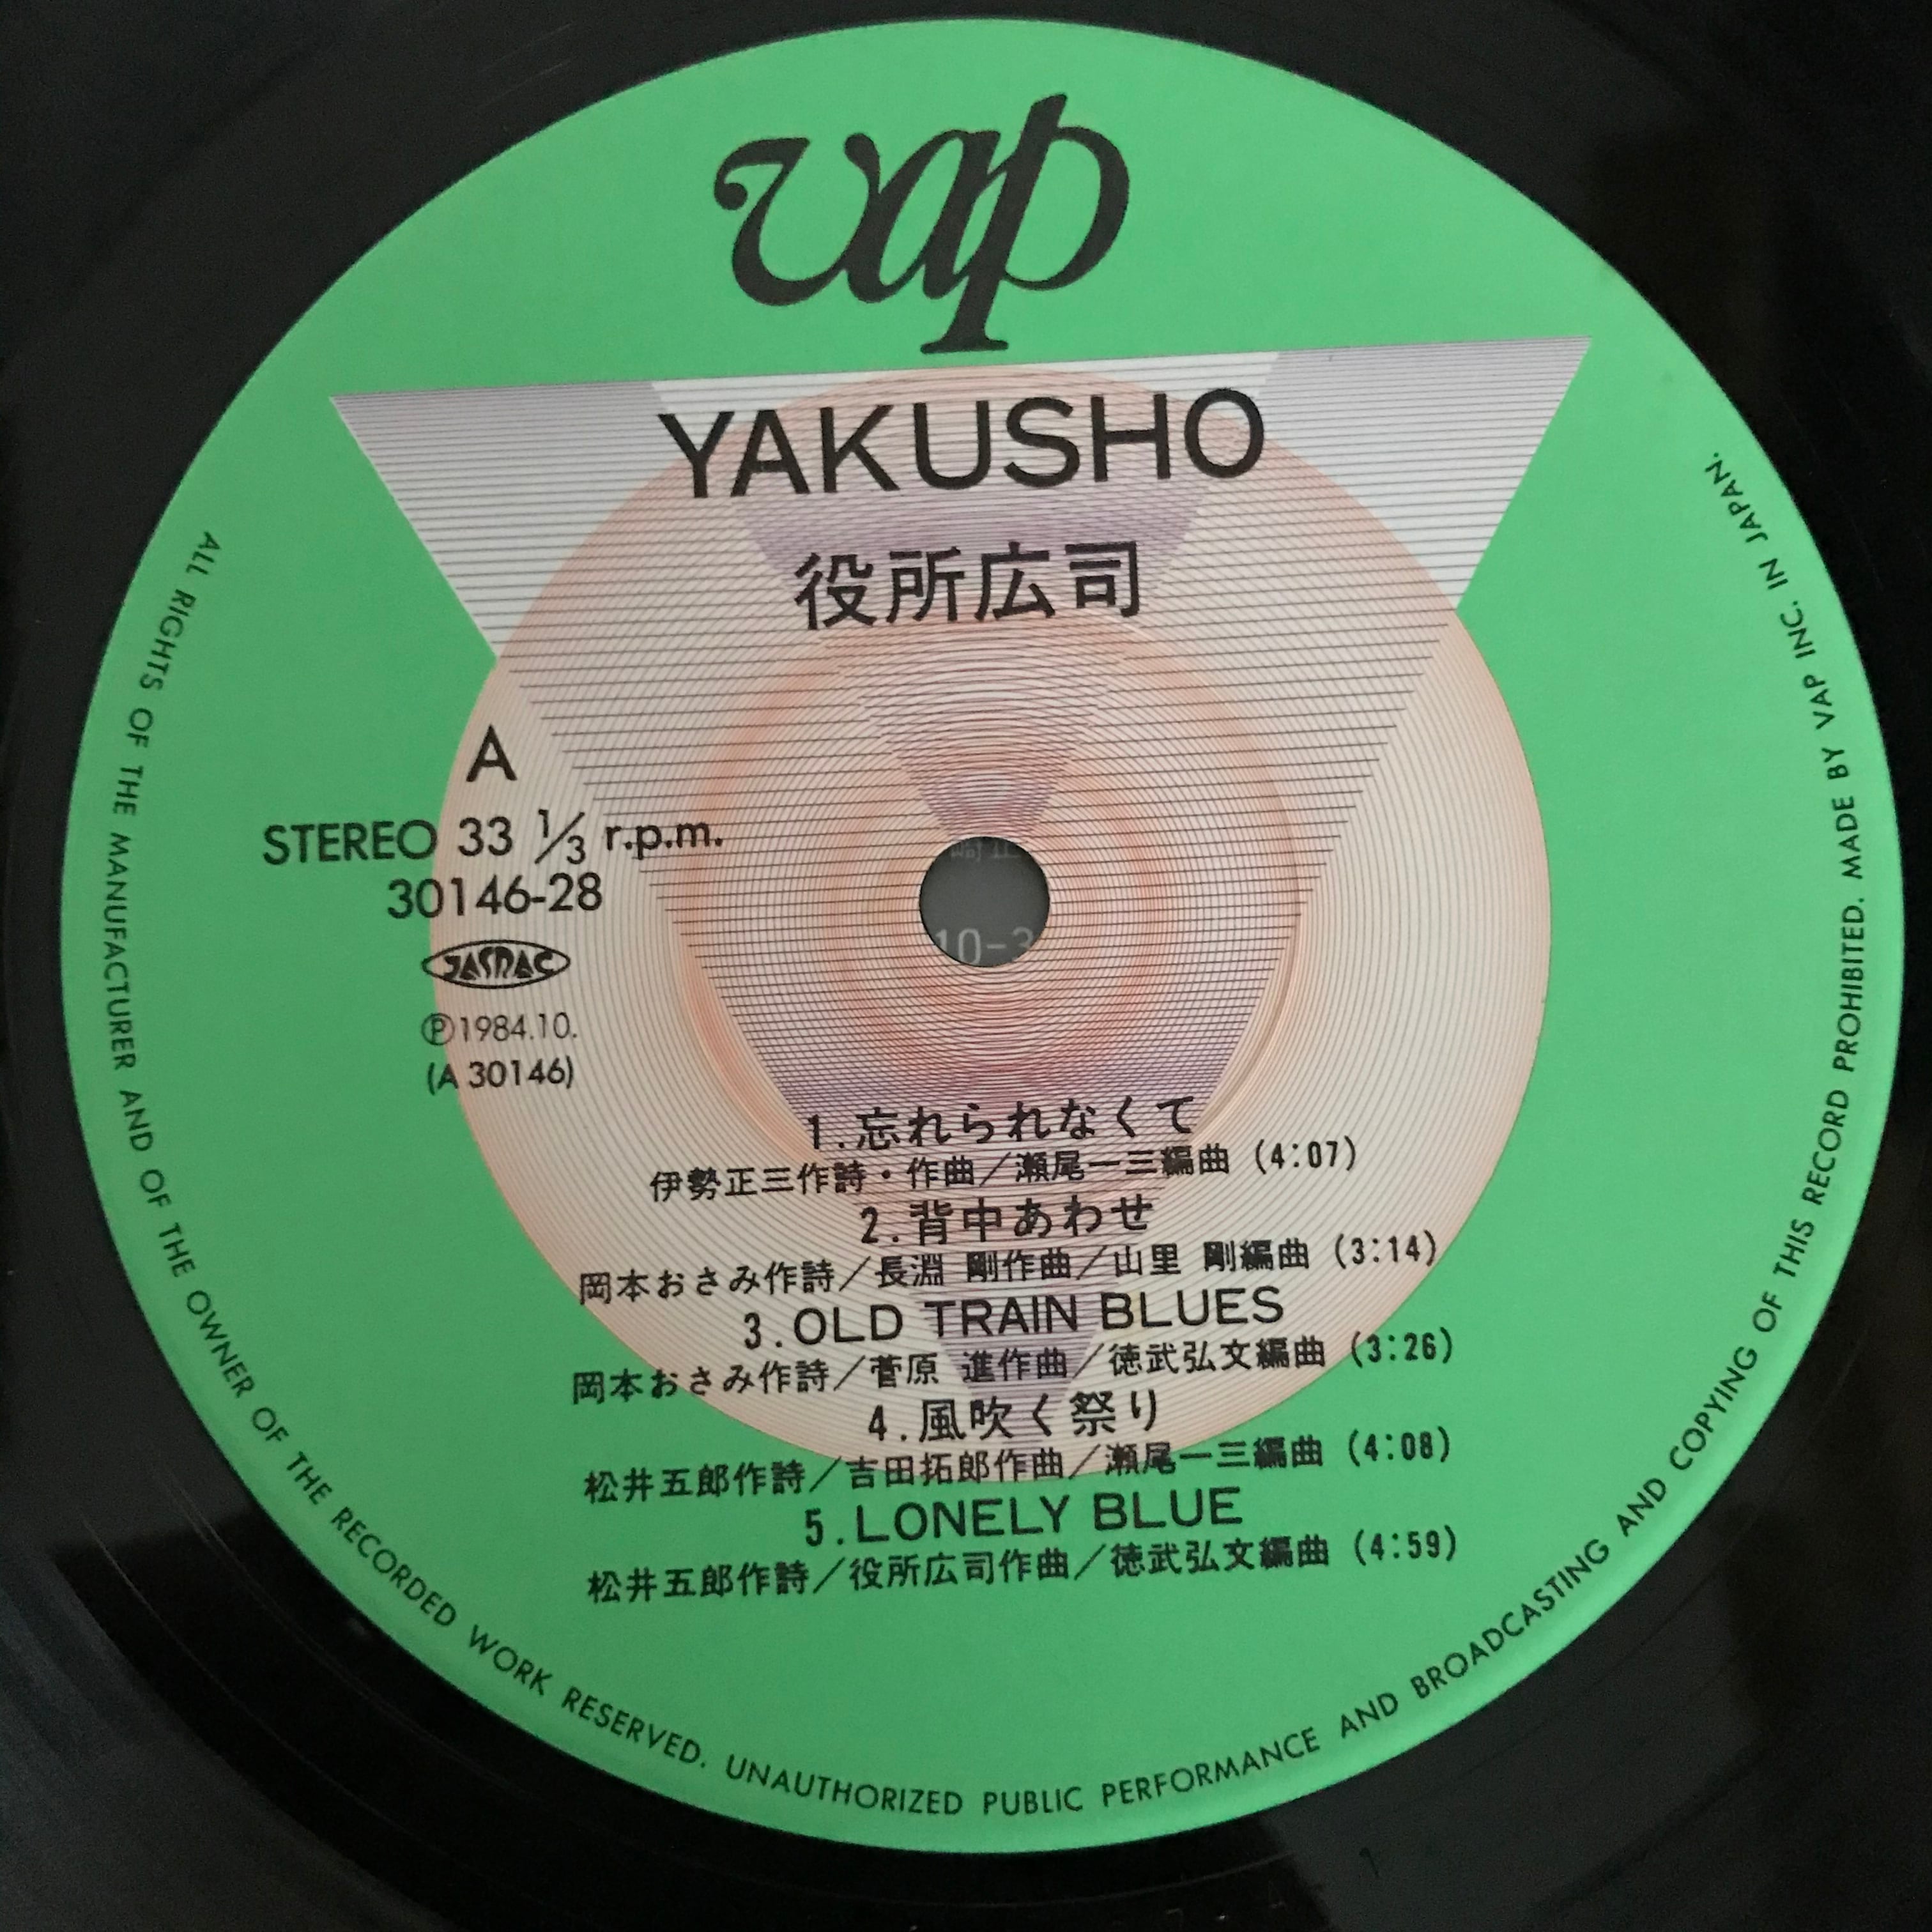 vap
YAKUSHO
役所広司
A
STEREO 33 1/3 r.p.m.
30146-28
JASRAC
Ⓟ1984.10.
(A 30146)
10-3
1.忘れられなくて
伊勢正三作詩・作曲/瀬尾一三編曲 (4:07)
2.背中あわせ
岡本おさみ作詩/長淵 剛作曲/山里 剛編曲 (3:14)
3.OLD TRAIN BLUES
岡本おさみ作詩/菅原 進作曲/徳武弘文編曲 (3:26)
4.風吹く祭り
松井五郎作詩/吉田拓郎作曲/瀬尾一三編曲 (4:08)
5.LONELY BLUE
松井五郎作詩/役所広司作曲/徳武弘文編曲 (4:59)
ALL RIGHTS OF THE MANUFACTURER AND OF THE OWNER OF THE RECORDED WORK RESERVED. UNAUTHORIZED PUBLIC PERFORMANCE AND BROADCASTING AND COPYING OF THIS RECORD PROHIBITED. MADE BY VAP INC. IN JAPAN.